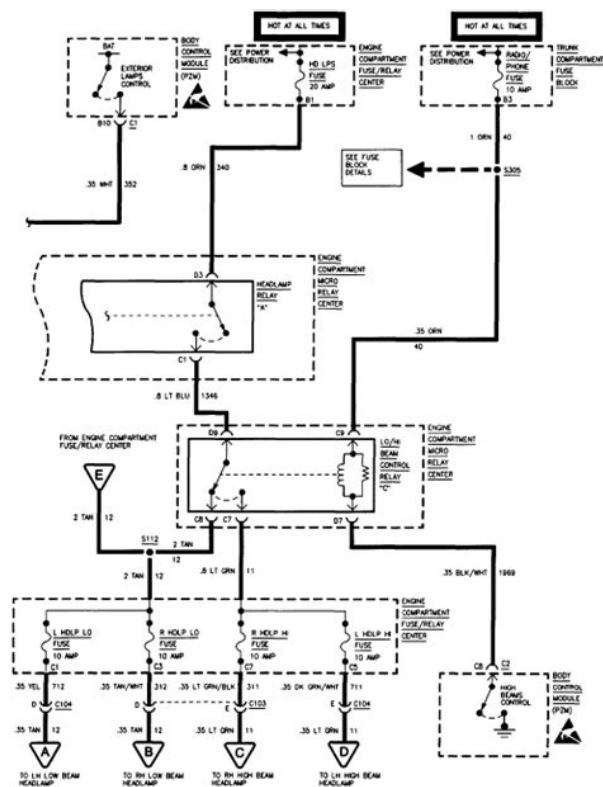 HOT AT ALL TIMES
HOT AT ALL TIMES
BAT
EXTERIOR
LAMPS
CONTROL
BODY
CONTROL
MODULE
(PZM)
B10
C1
SEE POWER
DISTRIBUTION
HD LPS
FUSE
20 AMP
B1
ENGINE
COMPARTMENT
FUSE/RELAY
CENTER
SEE POWER
DISTRIBUTION
RADIO/
PHONE
FUSE
10 AMP
B3
TRUNK
COMPARTMENT
FUSE
BLOCK
1 ORN
40
.8 ORN
340
SEE FUSE
BLOCK
DETAILS
S305
.35 WHT
352
D3
HEADLAMP
RELAY
"A"
ENGINE
COMPARTMENT
MICRO
RELAY
CENTER
C1
.35 ORN
40
.8 LT BLU
1346
D9
C9
LO/HI
BEAM
CONTROL
RELAY
"C"
ENGINE
COMPARTMENT
MICRO
RELAY
CENTER
C8
C7
D7
FROM ENGINE COMPARTMENT
FUSE/RELAY CENTER
E
2 TAN
12
S112
2 TAN
12
2 TAN
12
.8 LT GRN
11
.35 BLK/WHT
1969
L HDLP LO
FUSE
10 AMP
R HDLP LO
FUSE
10 AMP
R HDLP HI
FUSE
10 AMP
L HDLP HI
FUSE
10 AMP
ENGINE
COMPARTMENT
FUSE/RELAY
CENTER
C1
C3
C7
C5
.35 YEL
712
.35 TAN/WHT
312
.35 LT GRN/BLK
311
.35 DK GRN/WHT
711
D
C104
D
E
C103
E
C104
.35 TAN
12
.35 TAN
12
.35 LT GRN
11
.35 LT GRN
11
A
B
C
D
TO LH LOW BEAM
HEADLAMP
TO RH LOW BEAM
HEADLAMP
TO RH HIGH BEAM
HEADLAMP
TO LH HIGH BEAM
HEADLAMP
C8
C2
HIGH
BEAMS
CONTROL
BODY
CONTROL
MODULE
(PZM)